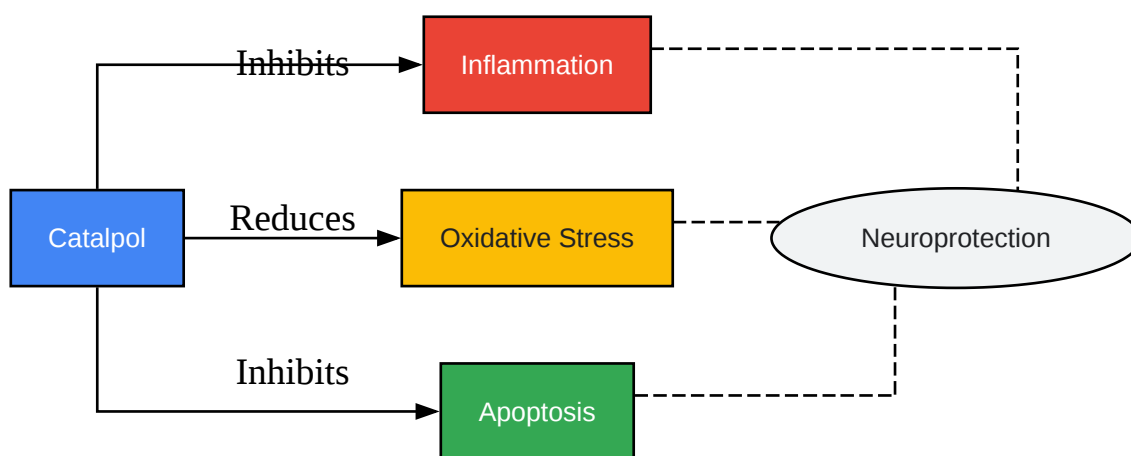 Inhibits
Inflammation
Catalpol
Reduces
Oxidative Stress
Neuroprotection
Inhibits
Apoptosis